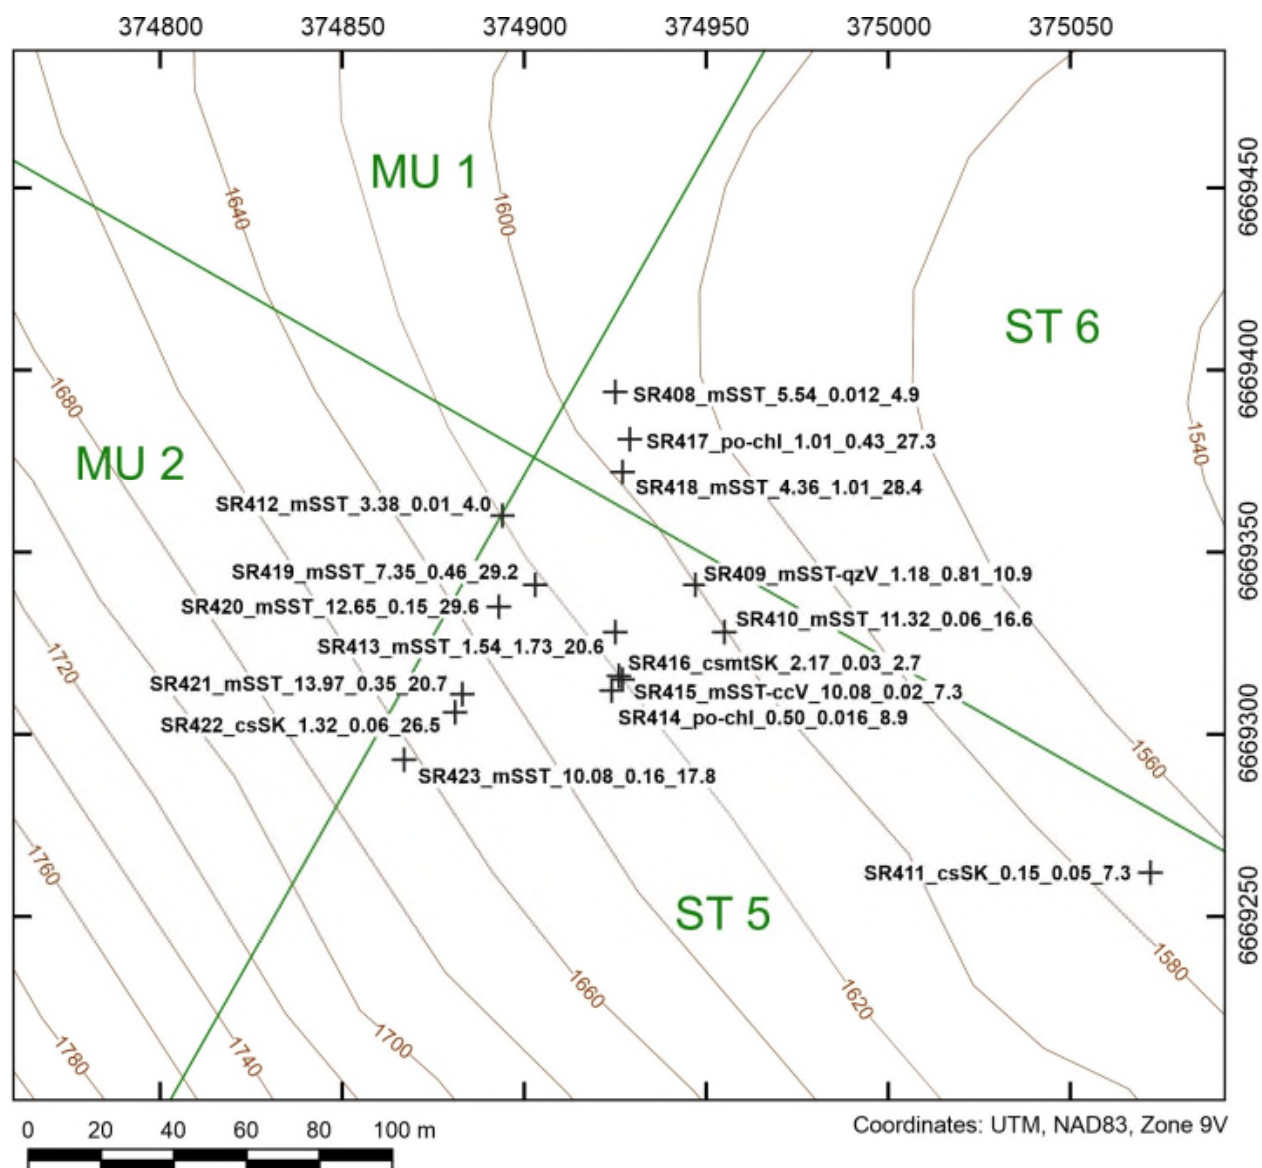 374800 374850 374900 374950 375000 375050
MU 1
6669450
1640
1600
ST 6
6669400
1680
SR408_mSST_5.54_0.012_4.9
1540
SR417_po-chl_1.01_0.43_27.3
MU 2
SR418_mSST_4.36_1.01_28.4
SR412_mSST_3.38_0.01_4.0
6669350
SR419_mSST_7.35_0.46_29.2
SR409_mSST-qzV_1.18_0.81_10.9
SR420_mSST_12.65_0.15_29.6
SR410_mSST_11.32_0.06_16.6
SR413_mSST_1.54_1.73_20.6
1720
SR416_csmtSK_2.17_0.03_2.7
SR421_mSST_13.97_0.35_20.7
SR415_mSST-ccV_10.08_0.02_7.3
SR414_po-chl_0.50_0.016_8.9
SR422_csSK_1.32_0.06_26.5
6669300
1560
SR423_mSST_10.08_0.16_17.8
1760
SR411_csSK_0.15_0.05_7.3
ST 5
6669250
1580
1660
1620
1700
1740
1780
0 20 40 60 80 100 m
Coordinates: UTM, NAD83, Zone 9V